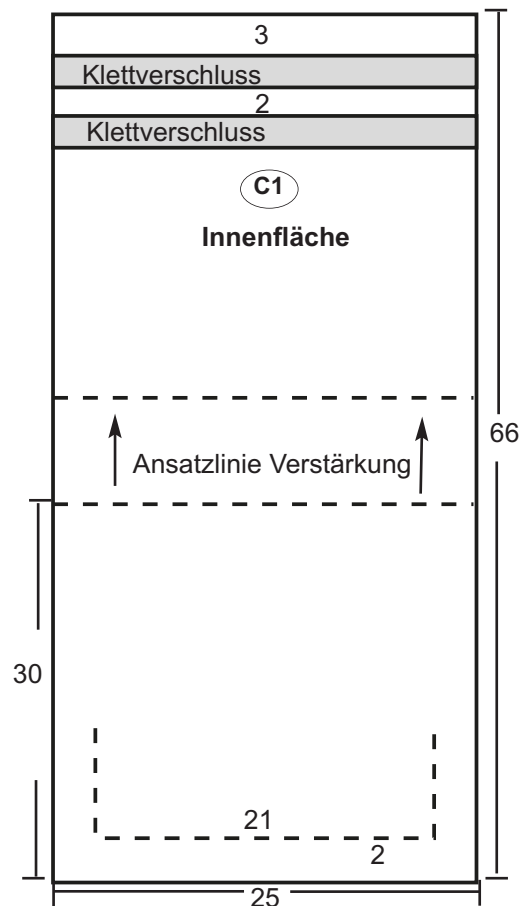 3
Klettverschluss
2
Klettverschluss
C1
Innenfläche
66
Ansatzlinie Verstärkung
30
21
2
25